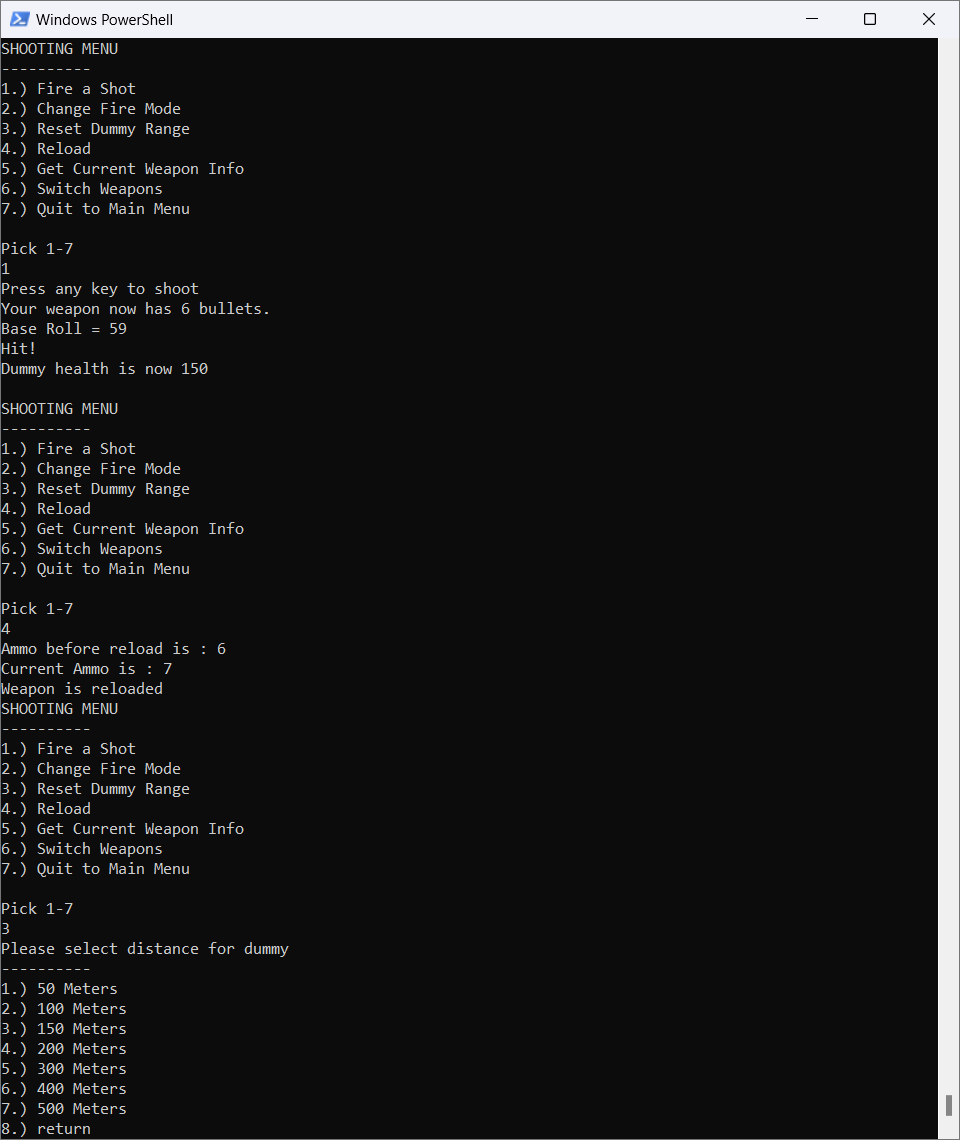 Windows PowerShell
SHOOTING MENU
----------
1.) Fire a Shot
2.) Change Fire Mode
3.) Reset Dummy Range
4.) Reload
5.) Get Current Weapon Info
6.) Switch Weapons
7.) Quit to Main Menu

Pick 1-7
1
Press any key to shoot
Your weapon now has 6 bullets.
Base Roll = 59
Hit!
Dummy health is now 150

SHOOTING MENU
----------
1.) Fire a Shot
2.) Change Fire Mode
3.) Reset Dummy Range
4.) Reload
5.) Get Current Weapon Info
6.) Switch Weapons
7.) Quit to Main Menu

Pick 1-7
4
Ammo before reload is : 6
Current Ammo is : 7
Weapon is reloaded
SHOOTING MENU
----------
1.) Fire a Shot
2.) Change Fire Mode
3.) Reset Dummy Range
4.) Reload
5.) Get Current Weapon Info
6.) Switch Weapons
7.) Quit to Main Menu

Pick 1-7
3
Please select distance for dummy
----------
1.) 50 Meters
2.) 100 Meters
3.) 150 Meters
4.) 200 Meters
5.) 300 Meters
6.) 400 Meters
7.) 500 Meters
8.) return